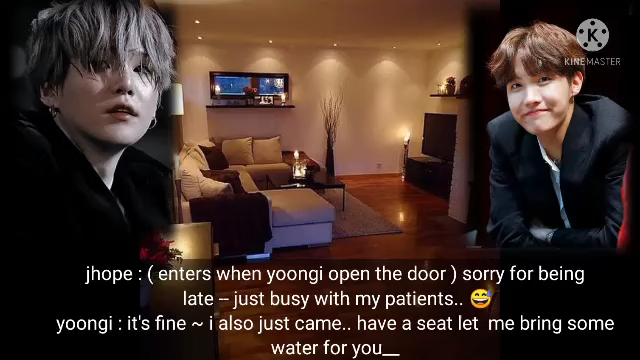 K
KINEMASTER
jhope : ( enters when yoongi open the door ) sorry for being
late -- just busy with my patients.. 😅
yoongi : it's fine ~ i also just came.. have a seat let me bring some
water for you__